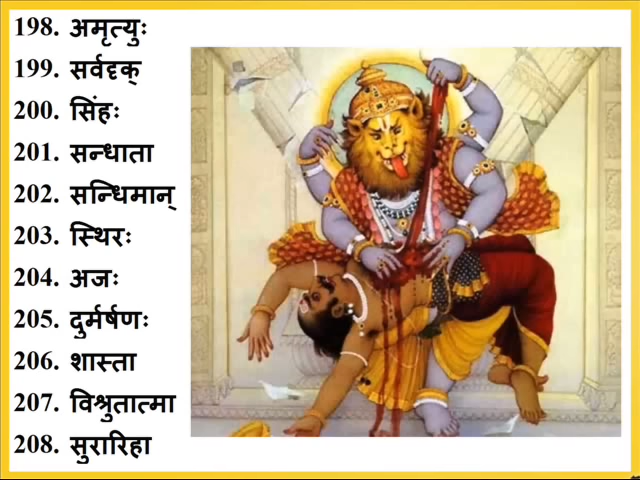 198. अमृत्युः
199. सर्वदृक्
200. सिंहः
201. सन्धाता
202. सन्धिमान्
203. स्थिरः
204. अजः
205. दुर्मर्षणः
206. शास्ता
207. विश्रुतात्मा
208. सुरारिहा